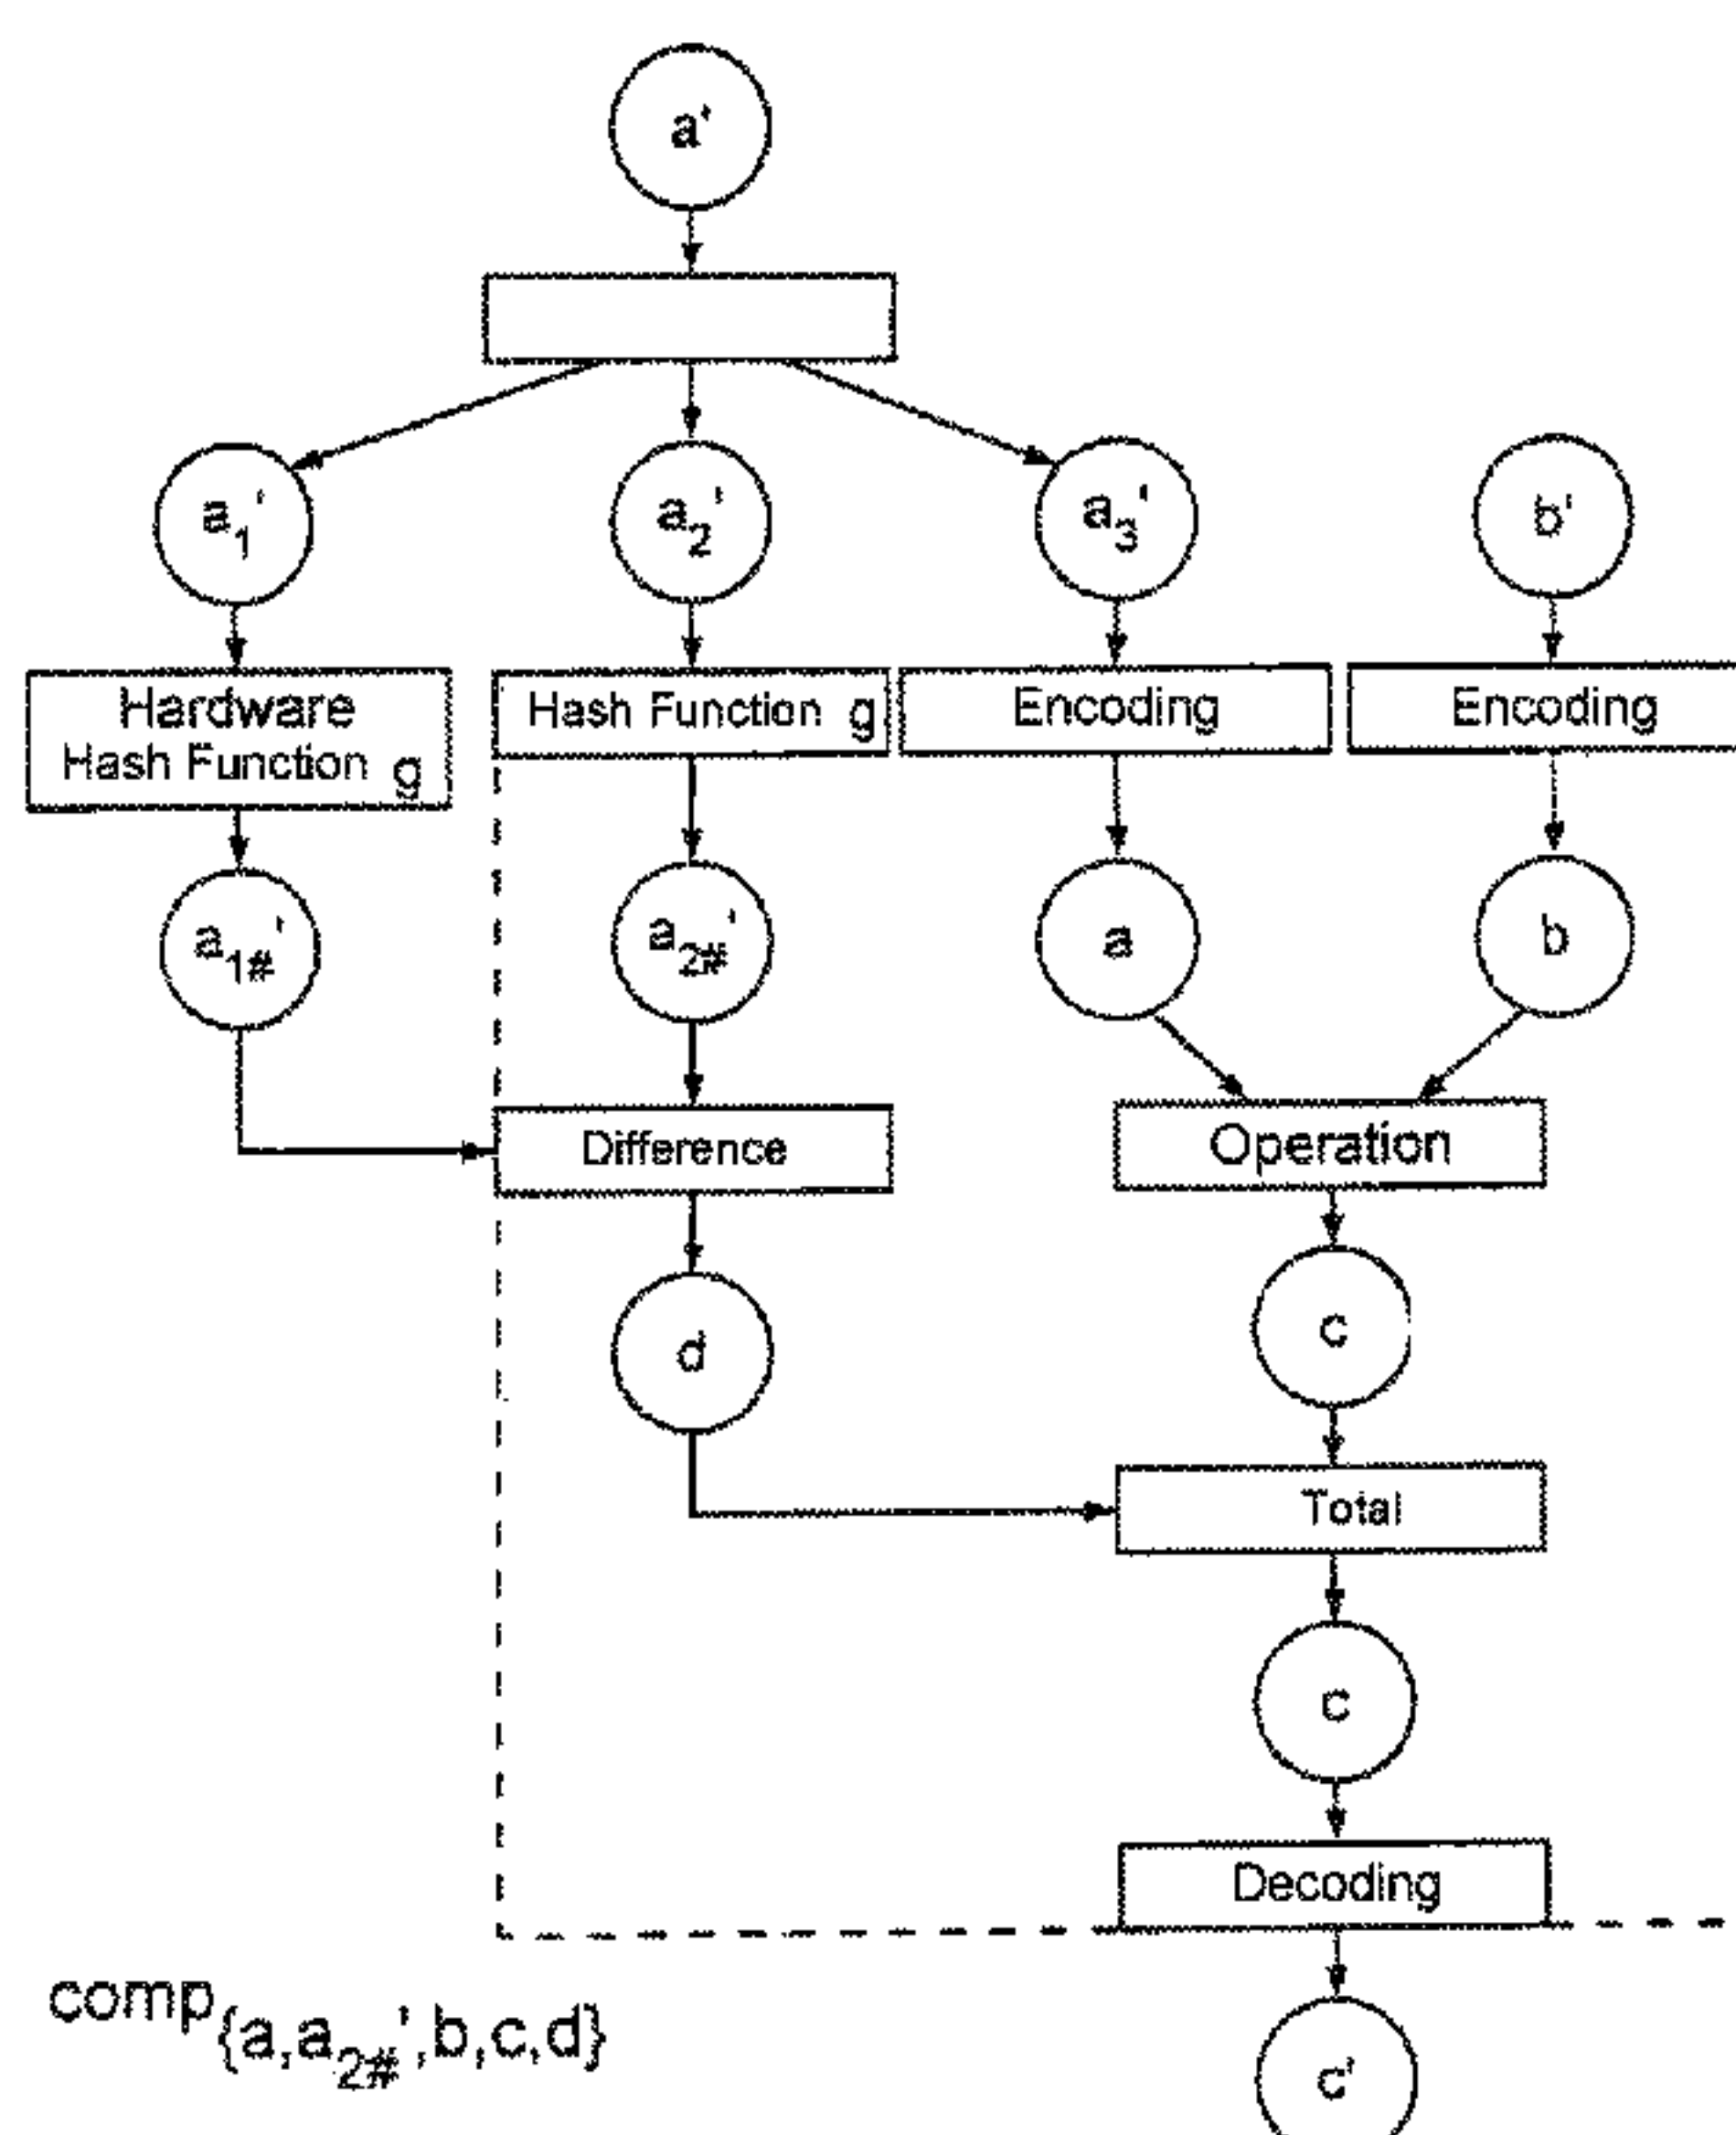 a'
a1'
a2'
a3'
b'
Hardware
Hash Function g
Hash Function g
Encoding
Encoding
a1#'
a2#'
a
b
Difference
Operation
d
c
Total
c
Decoding
comp{a,a2#',b,c,d}
c'